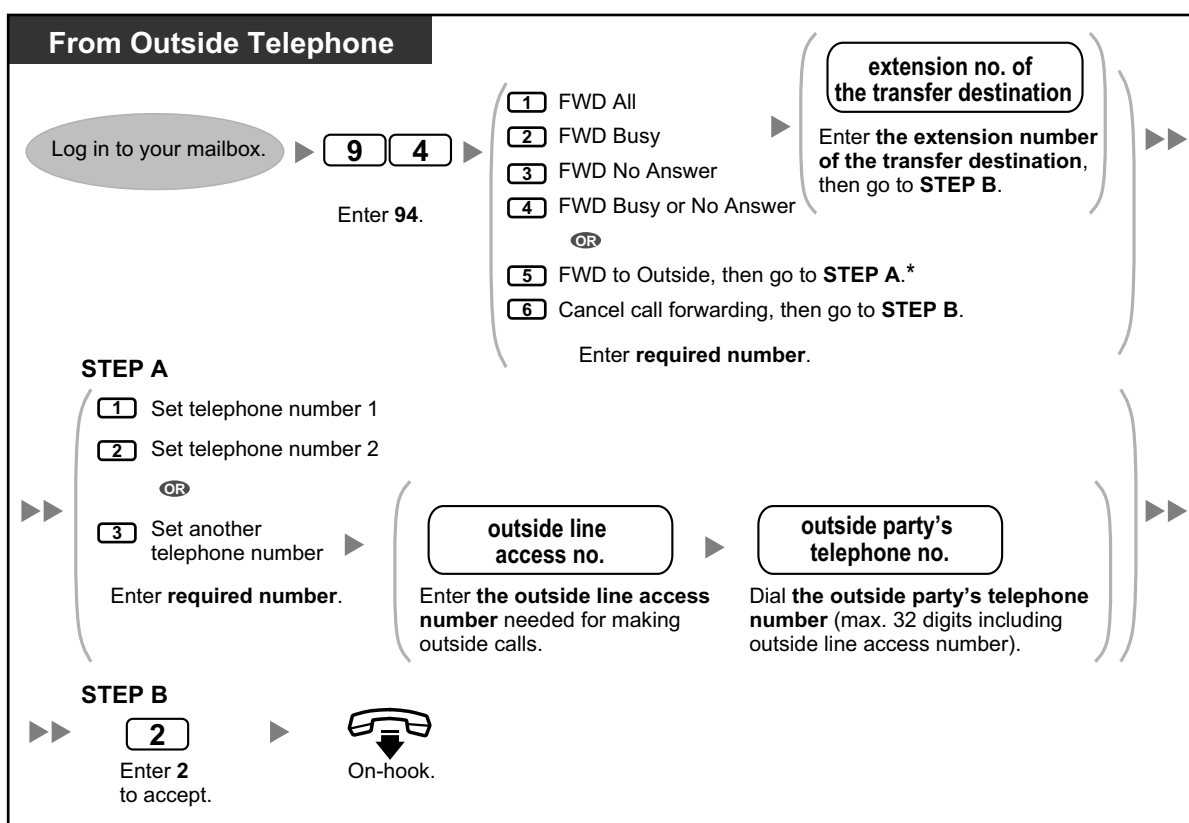 From Outside Telephone
Log in to your mailbox.
9 4
Enter 94.
1 FWD All
2 FWD Busy
3 FWD No Answer
4 FWD Busy or No Answer
OR
5 FWD to Outside, then go to STEP A.*
6 Cancel call forwarding, then go to STEP B.
Enter required number.
extension no. of
the transfer destination
Enter the extension number
of the transfer destination,
then go to STEP B.
STEP A
1 Set telephone number 1
2 Set telephone number 2
OR
3 Set another
telephone number
Enter required number.
outside line
access no.
Enter the outside line access
number needed for making
outside calls.
outside party's
telephone no.
Dial the outside party's telephone
number (max. 32 digits including
outside line access number).
STEP B
2
Enter 2
to accept.
On-hook.